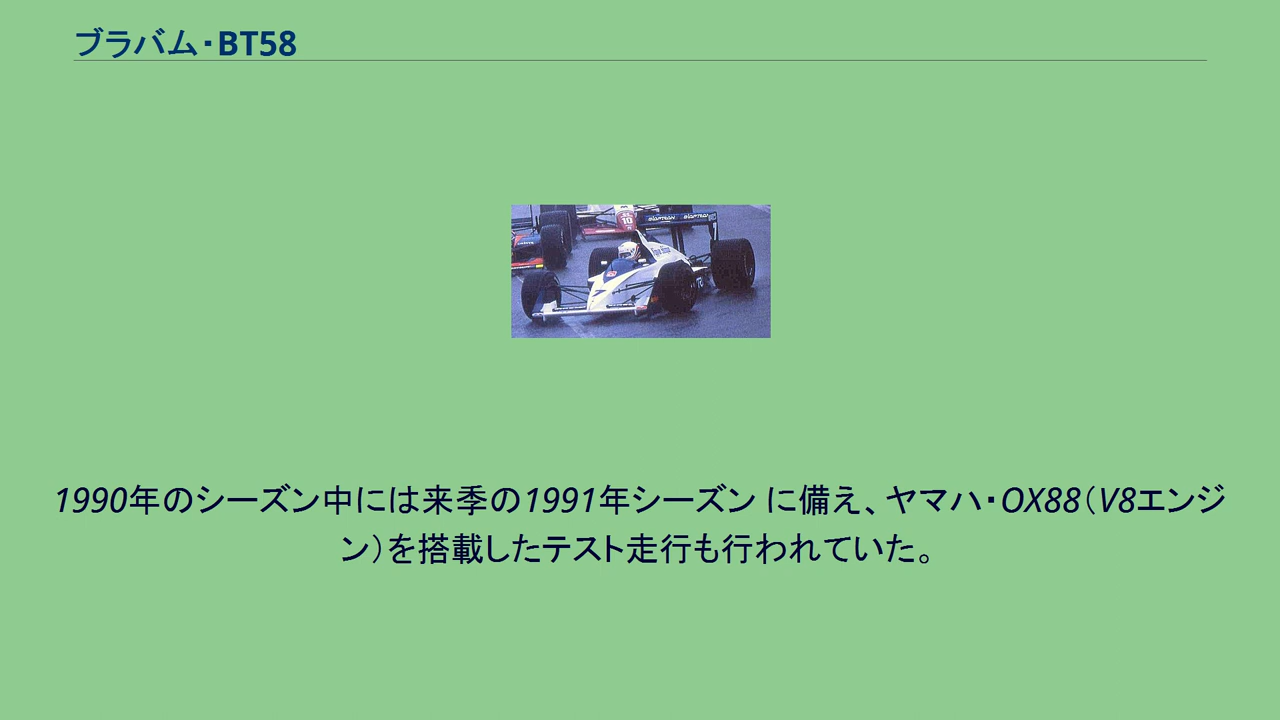 ブラバム・BT58
1990年のシーズン中には来季の1991年シーズン に備え、ヤマハ・OX88（V8エンジ
ン）を搭載したテスト走行も行われていた。